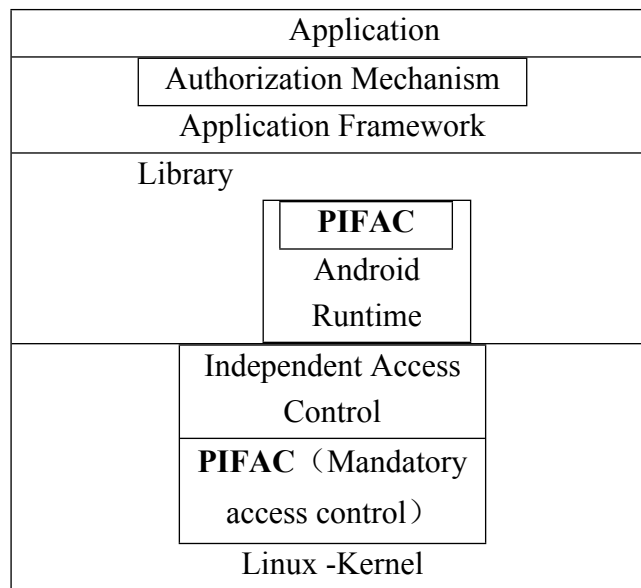 Application
Authorization Mechanism
Application Framework
Library
PIFAC
Android
Runtime
Independent Access
Control
PIFAC（Mandatory
access control）
Linux -Kernel